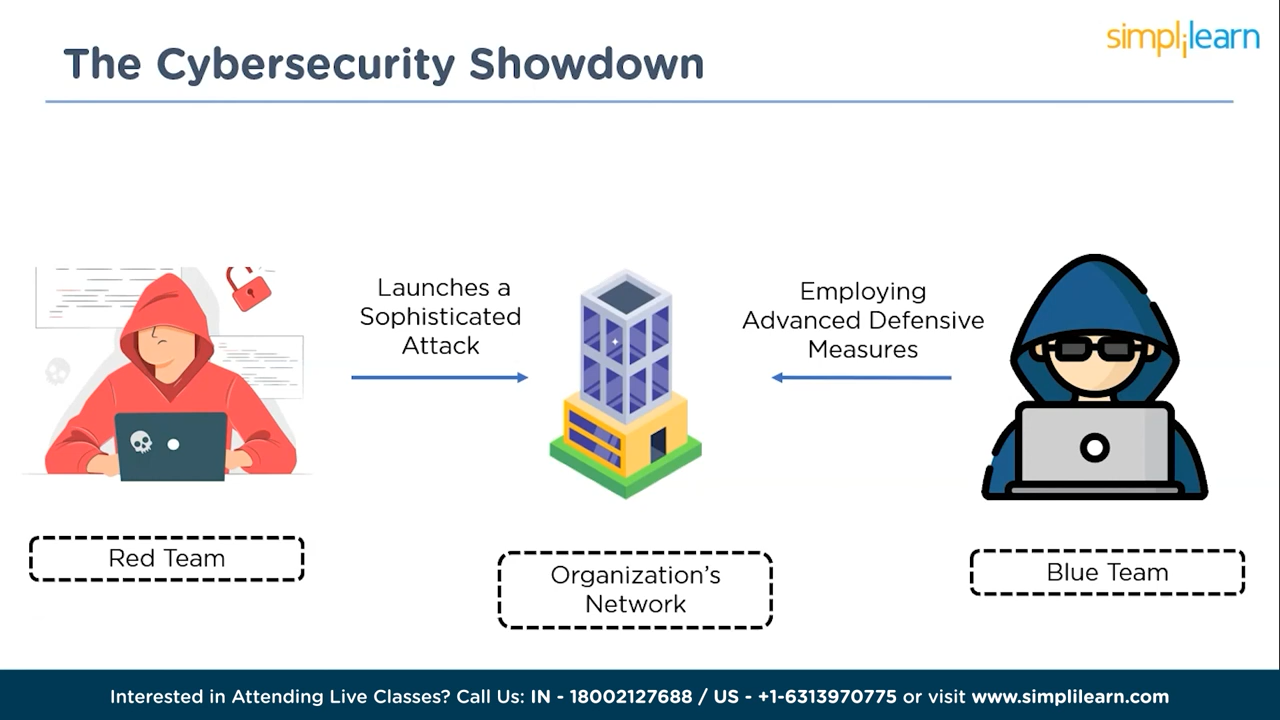 simplilearn
The Cybersecurity Showdown
Launches a
Sophisticated
Attack
Employing
Advanced Defensive
Measures
Red Team
Organization’s
Network
Blue Team
Interested in Attending Live Classes? Call Us: IN - 18002127688 / US - +1-6313970775 or visit www.simplilearn.com